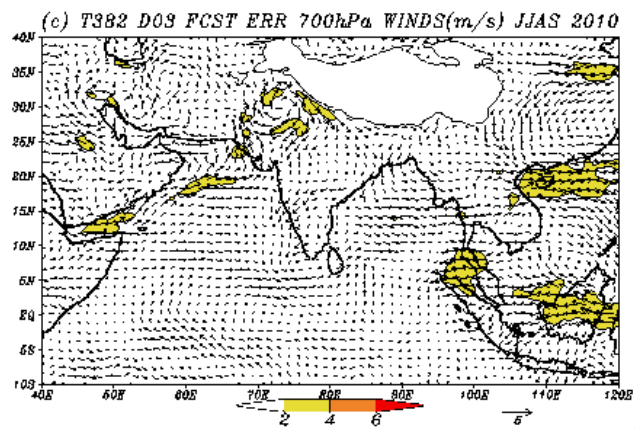 (c) T382 D03 FCST ERR 700hPa WINDS(m/s) JJAS 2010
40N
35N
30N
25N
20N
15N
10N
5N
EQ
5S
10S
40E 50E 60E 70E 80E 90E 100E 110E 120E
2 4 6 5